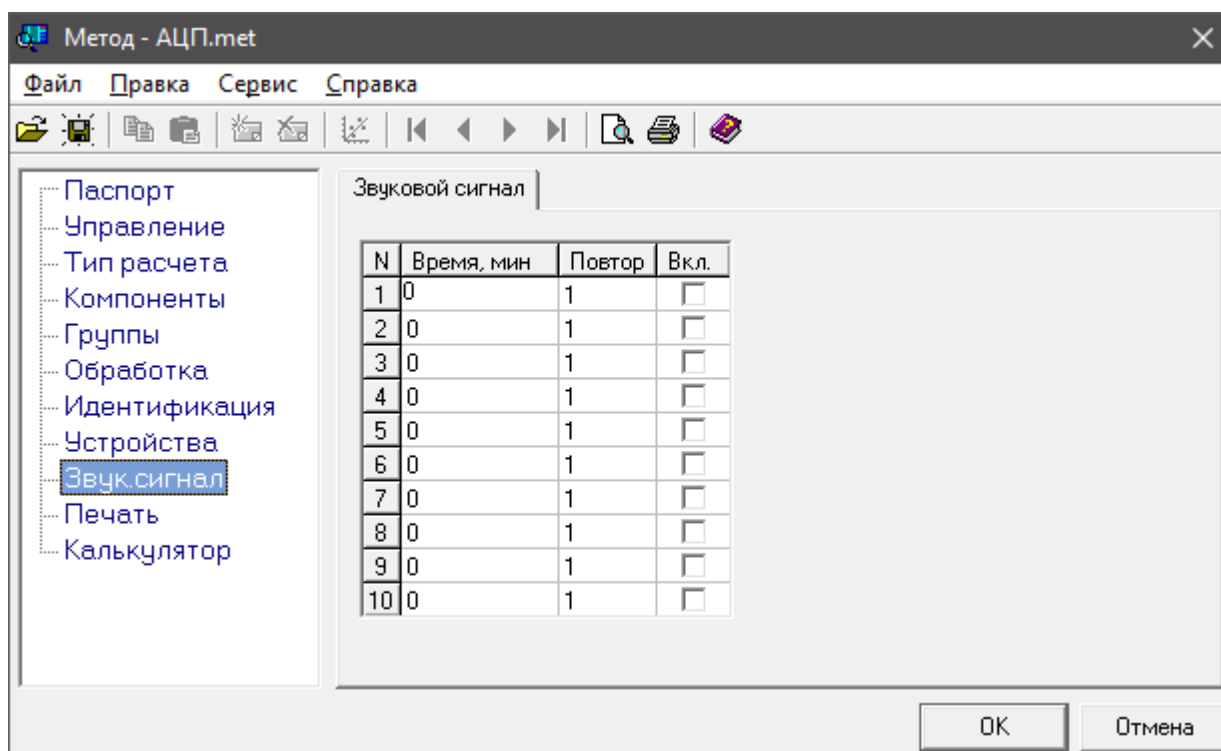 Метод - АЦП.met
Файл Правка Сервис Справка
Паспорт
Управление
Тип расчета
Компоненты
Группы
Обработка
Идентификация
Устройства
Звук.сигнал
Печать
Калькулятор
Звуковой сигнал
N Время, мин Повтор Вкл.
1 0 1
2 0 1
3 0 1
4 0 1
5 0 1
6 0 1
7 0 1
8 0 1
9 0 1
10 0 1
OK Отмена